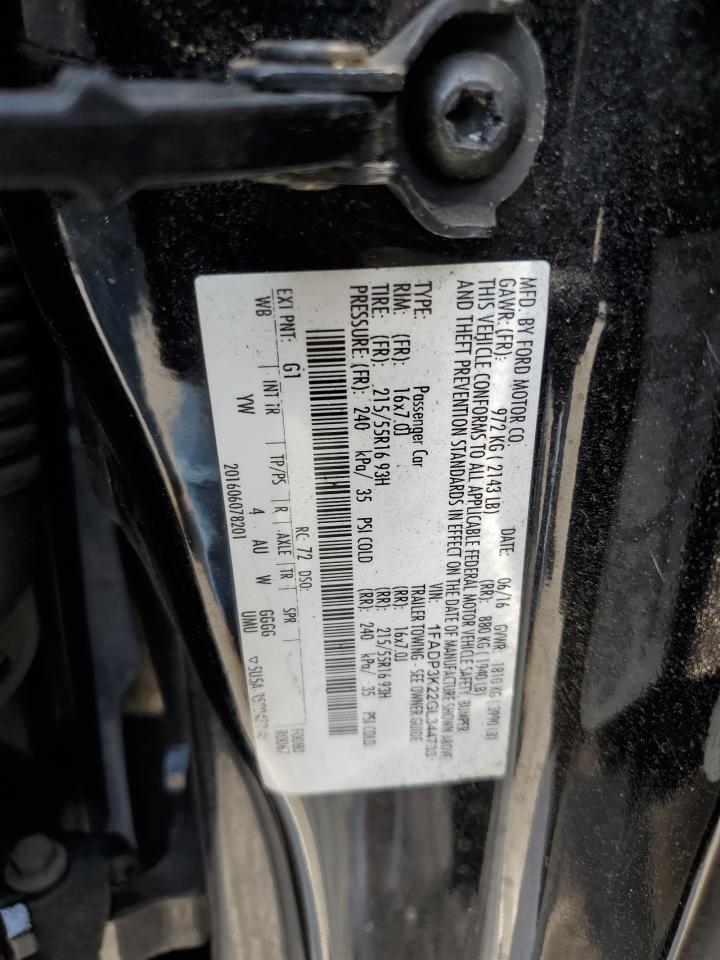 MFD. BY FORD MOTOR CO. DATE: 06/16 GVWR: 1810 KG ( 3990 LB)
GAWR: (FR): 972 KG ( 2143 LB) (RR): 880 KG ( 1940 LB)
THIS VEHICLE CONFORMS TO ALL APPLICABLE FEDERAL MOTOR VEHICLE SAFETY, BUMPER,
AND THEFT PREVENTION STANDARDS IN EFFECT ON THE DATE OF MANUFACTURE SHOWN ABOVE.
VIN: 1FADP3K22GL344733
TYPE: Passenger Car TRAILER TOWING - SEE OWNER GUIDE
RIM: (FR): 16x7.0J (RR): 16x7.0J
TIRE: (FR): 215/55R16 93H (RR): 215/55R16 93H
PRESSURE: (FR): 240 kPa/ 35 PSI COLD (RR): 240 kPa/ 35 PSI COLD
EXT PNT: G1 RC: 72 DSO: F0080
R0067
WB INT TR TP/PS R AXLE TR SPR
YW 4 AU W GGGG
201606078201 UMU